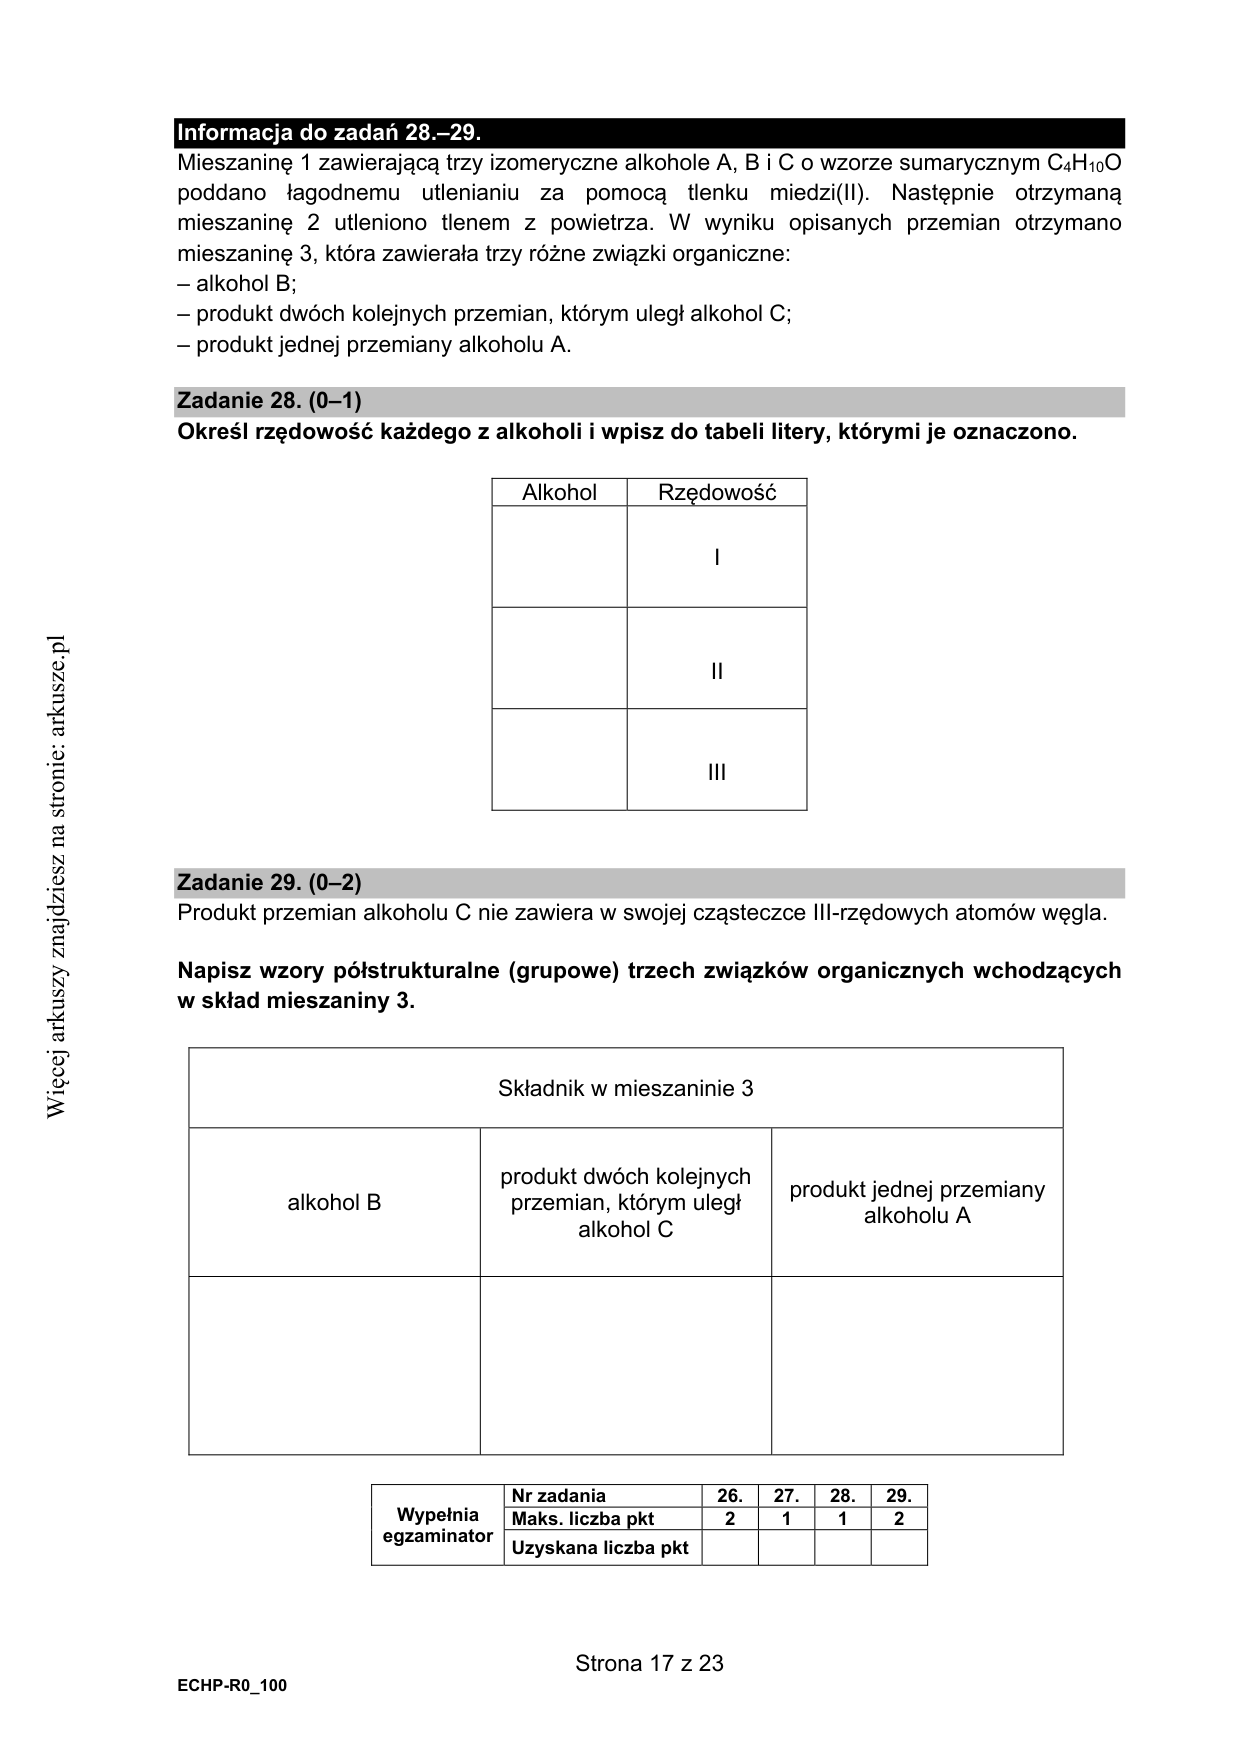 Informacja do zadań 28.–29.
Mieszaninę 1 zawierającą trzy izomeryczne alkohole A, B i C o wzorze sumarycznym C₄H₁₀O
poddano łagodnemu utlenianiu za pomocą tlenku miedzi(II). Następnie otrzymaną
mieszaninę 2 utleniono tlenem z powietrza. W wyniku opisanych przemian otrzymano
mieszaninę 3, która zawierała trzy różne związki organiczne:
– alkohol B;
– produkt dwóch kolejnych przemian, którym uległ alkohol C;
– produkt jednej przemiany alkoholu A.
Zadanie 28. (0–1)
Określ rzędowość każdego z alkoholi i wpisz do tabeli litery, którymi je oznaczono.
Alkohol Rzędowość
I
II
III
Zadanie 29. (0–2)
Produkt przemian alkoholu C nie zawiera w swojej cząsteczce III-rzędowych atomów węgla.
Napisz wzory półstrukturalne (grupowe) trzech związków organicznych wchodzących
w skład mieszaniny 3.
Składnik w mieszaninie 3
alkohol B
produkt dwóch kolejnych
przemian, którym uległ
alkohol C
produkt jednej przemiany
alkoholu A
Wypełnia
egzaminator
Nr zadania 26. 27. 28. 29.
Maks. liczba pkt 2 1 1 2
Uzyskana liczba pkt
Strona 17 z 23
ECHP-R0_100
Więcej arkuszy znajdziesz na stronie: arkusze.pl